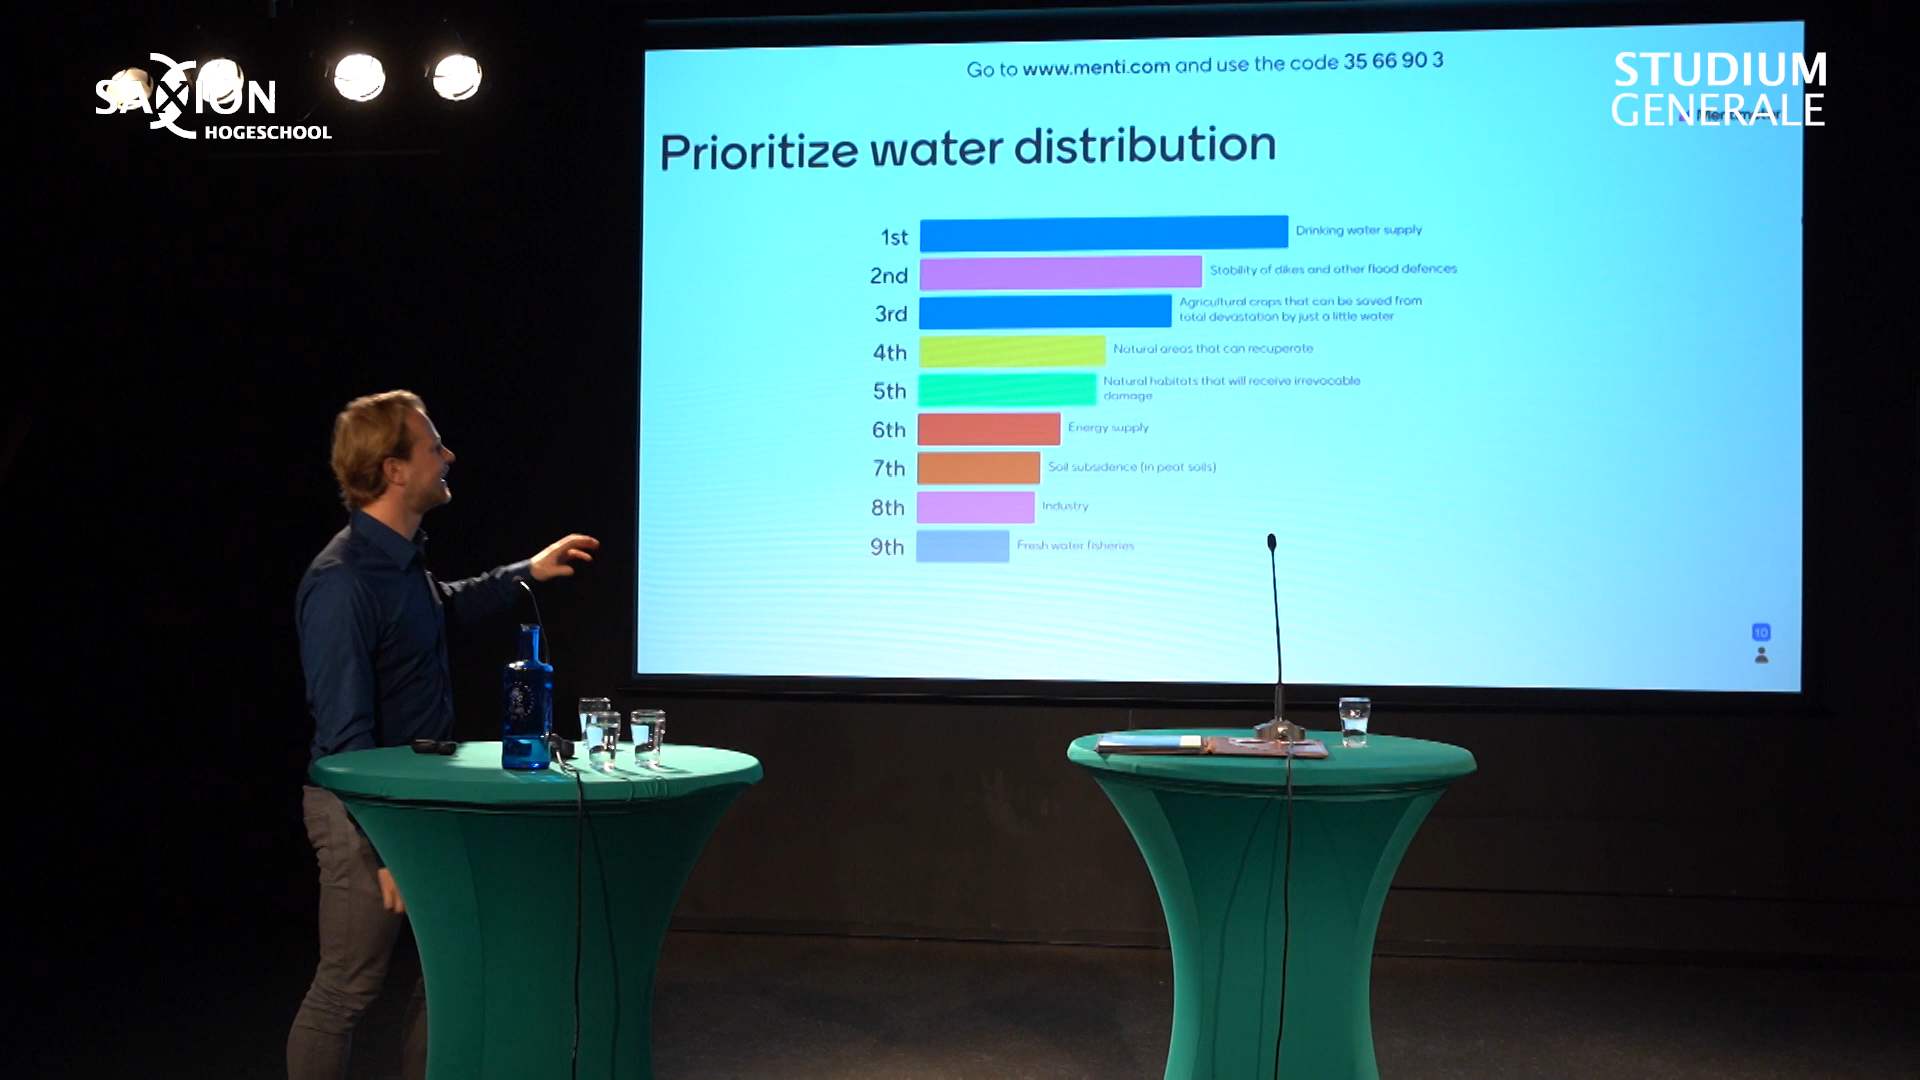 SAXION
HOGESCHOOL
STUDIUM
GENERALE
Go to www.menti.com and use the code 35 66 90 3
Prioritize water distribution
1st Drinking water supply
2nd Stability of dikes and other flood defences
3rd Agricultural crops that can be saved from
total devastation by just a little water
4th Natural areas that can recuperate
5th Natural habitats that will receive irrevocable
damage
6th Energy supply
7th Soil subsidence (in peat soils)
8th Industry
9th Fresh water fisheries
10